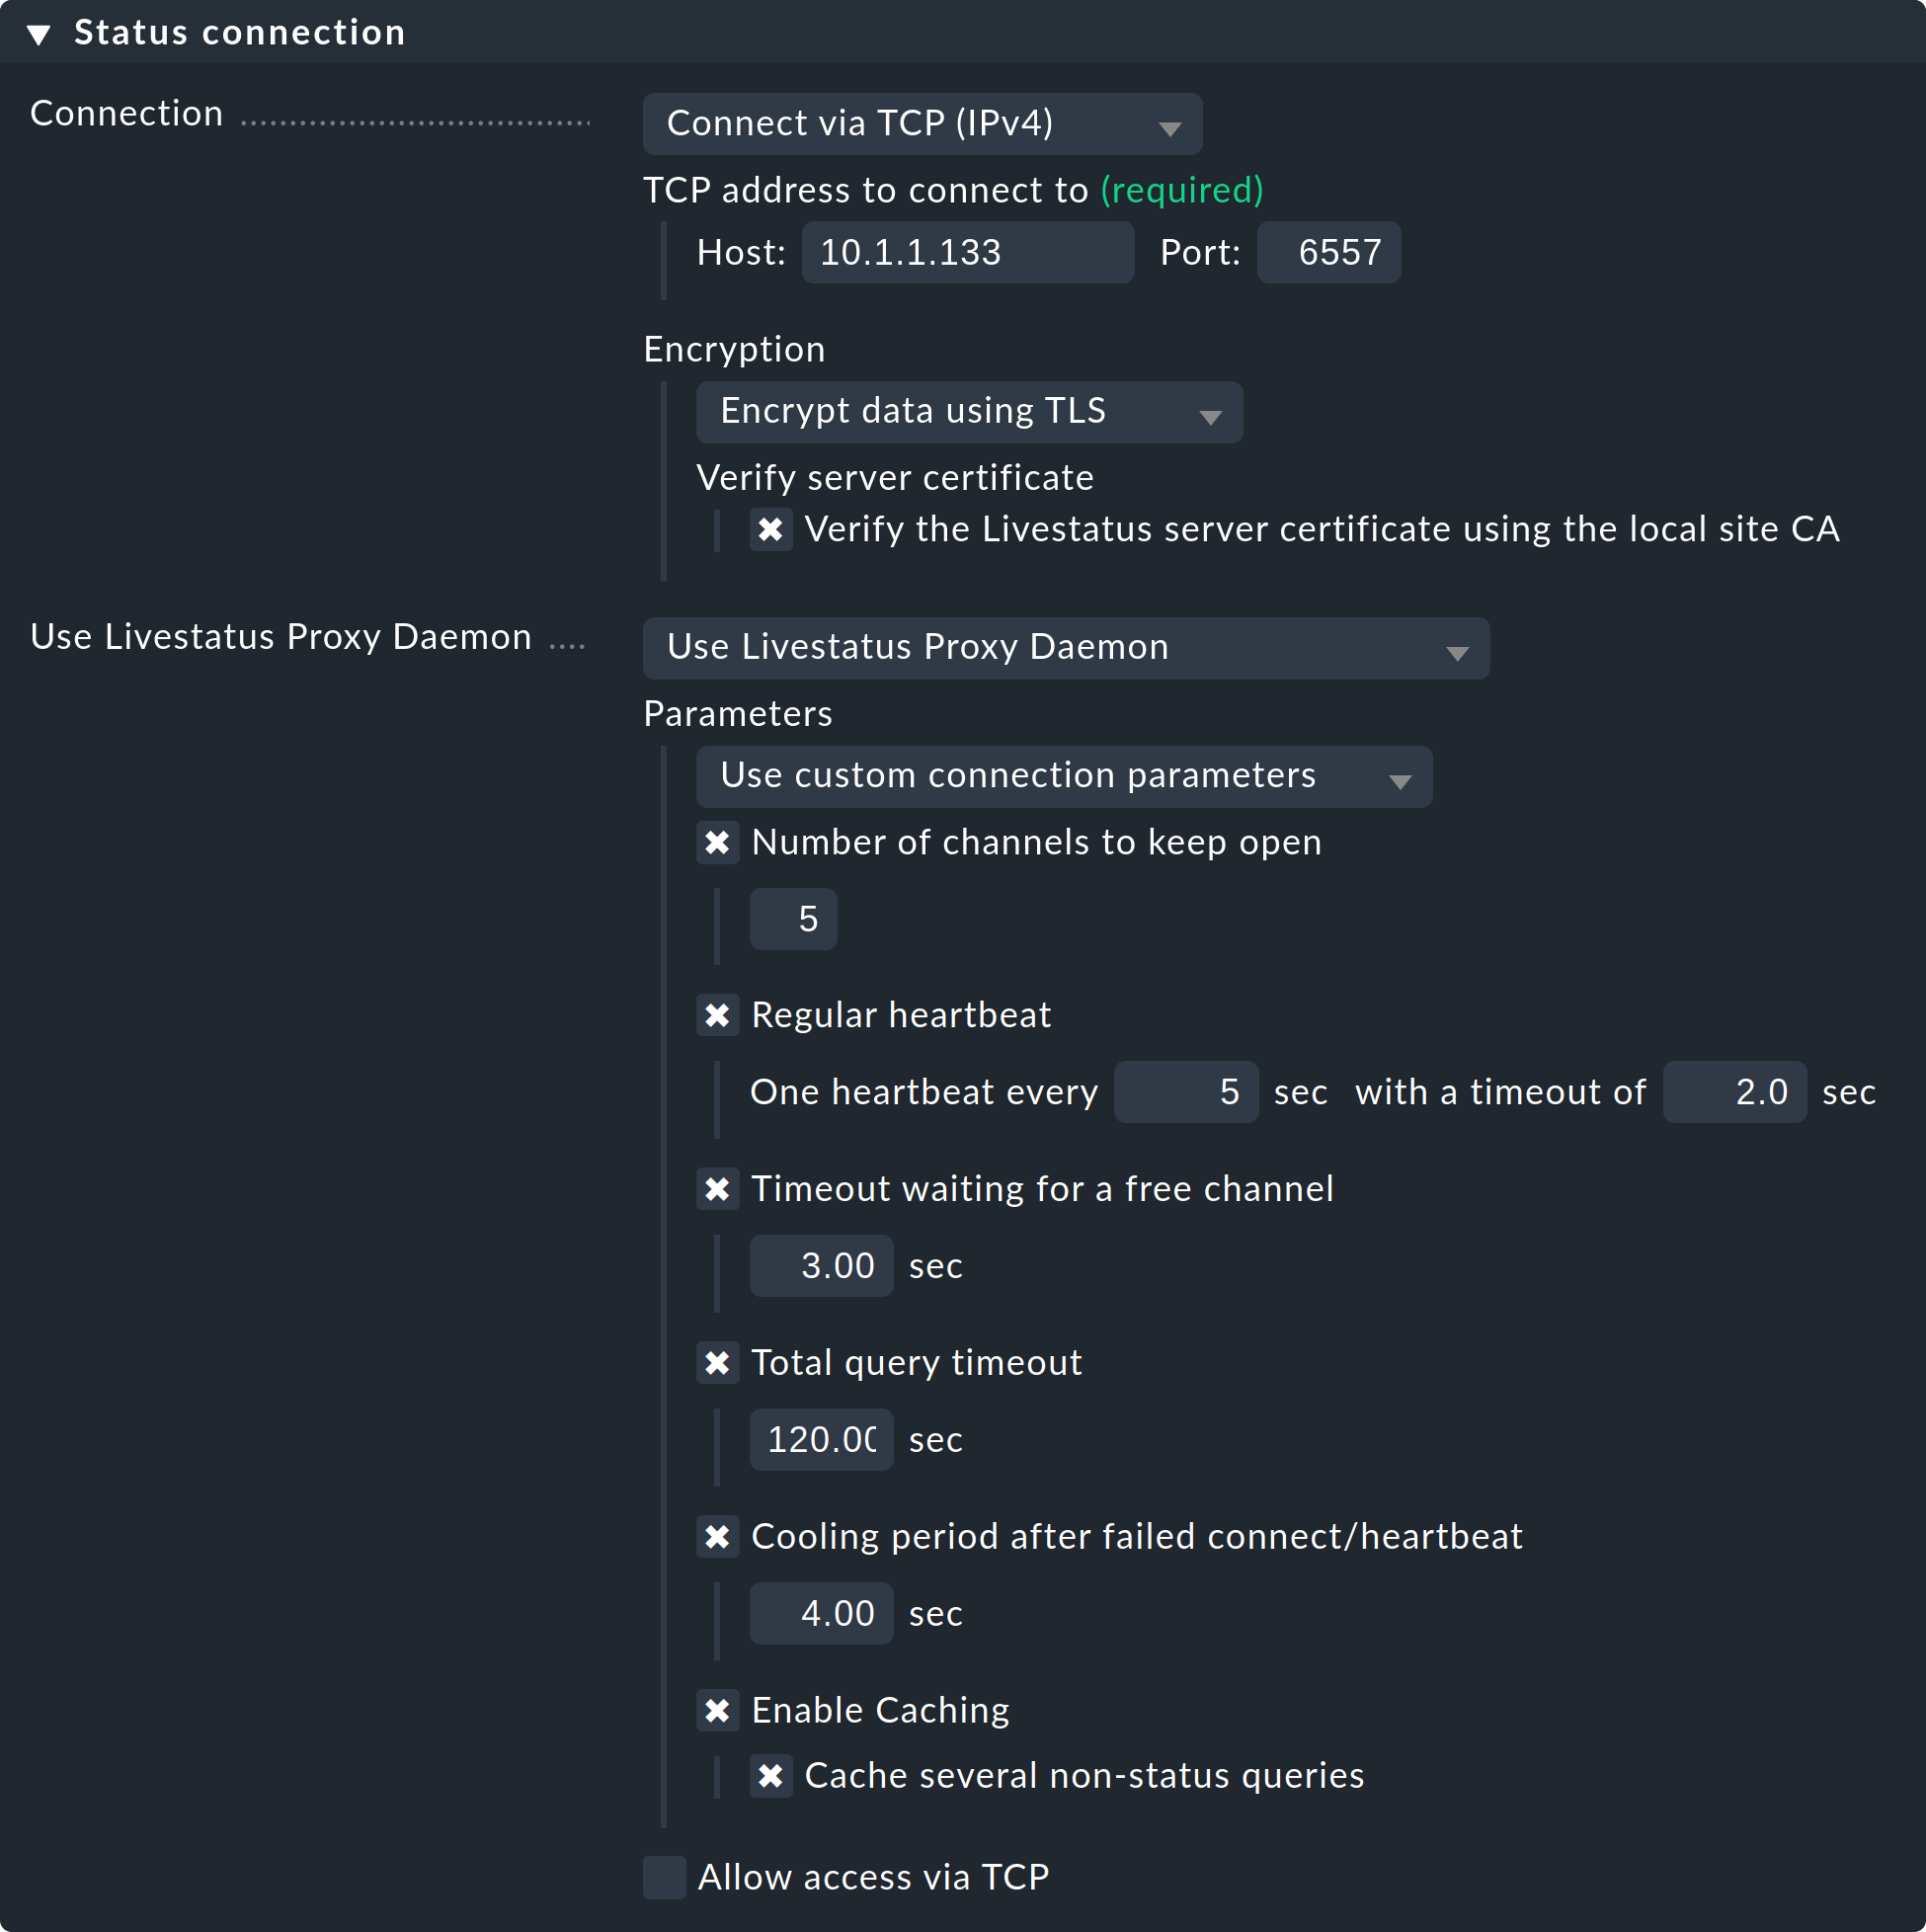 Status connection
Connection
Connect via TCP (IPv4)
TCP address to connect to (required)
Host: 10.1.1.133 Port: 6557
Encryption
Encrypt data using TLS
Verify server certificate
Verify the Livestatus server certificate using the local site CA
Use Livestatus Proxy Daemon
Use Livestatus Proxy Daemon
Parameters
Use custom connection parameters
Number of channels to keep open
5
Regular heartbeat
One heartbeat every 5 sec with a timeout of 2.0 sec
Timeout waiting for a free channel
3.00 sec
Total query timeout
120.00 sec
Cooling period after failed connect/heartbeat
4.00 sec
Enable Caching
Cache several non-status queries
Allow access via TCP